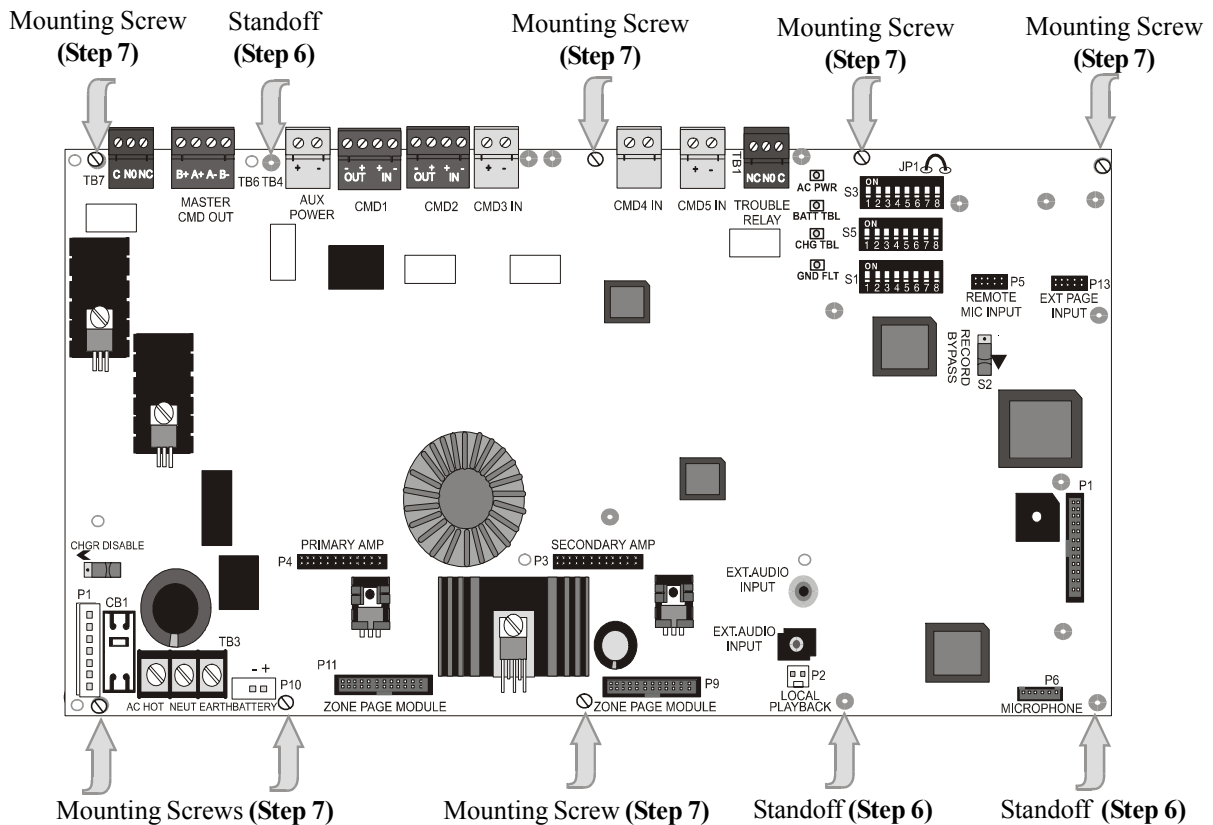 Mounting Screw
(Step 7)
Standoff
(Step 6)
Mounting Screw
(Step 7)
Mounting Screw
(Step 7)
Mounting Screw
(Step 7)
TB7
C NO NC
B+ A+ A- B-
MASTER
CMD OUT
TB6 TB4
+ -
AUX
POWER
- + + -
OUT IN
CMD1
- + + -
OUT IN
CMD2
+ -
CMD3 IN
CMD4 IN
+ -
CMD5 IN
TB1
NC NO C
TROUBLE
RELAY
AC PWR
BATT TBL
CHG TBL
GND FLT
JP1
S3
ON
1 2 3 4 5 6 7 8
S5
ON
1 2 3 4 5 6 7 8
S1
ON
1 2 3 4 5 6 7 8
P5
REMOTE
MIC INPUT
P13
EXT PAGE
INPUT
RECORD
BYPASS
S2
P1
CHGR DISABLE
P1
CB1
TB3
AC HOT NEUT EARTH
- +
P10
BATTERY
PRIMARY AMP
P4
SECONDARY AMP
P3
P11
ZONE PAGE MODULE
P9
ZONE PAGE MODULE
EXT.AUDIO
INPUT
EXT.AUDIO
INPUT
P2
LOCAL
PLAYBACK
P6
MICROPHONE
Mounting Screws (Step 7)
Mounting Screw (Step 7)
Standoff (Step 6)
Standoff (Step 6)